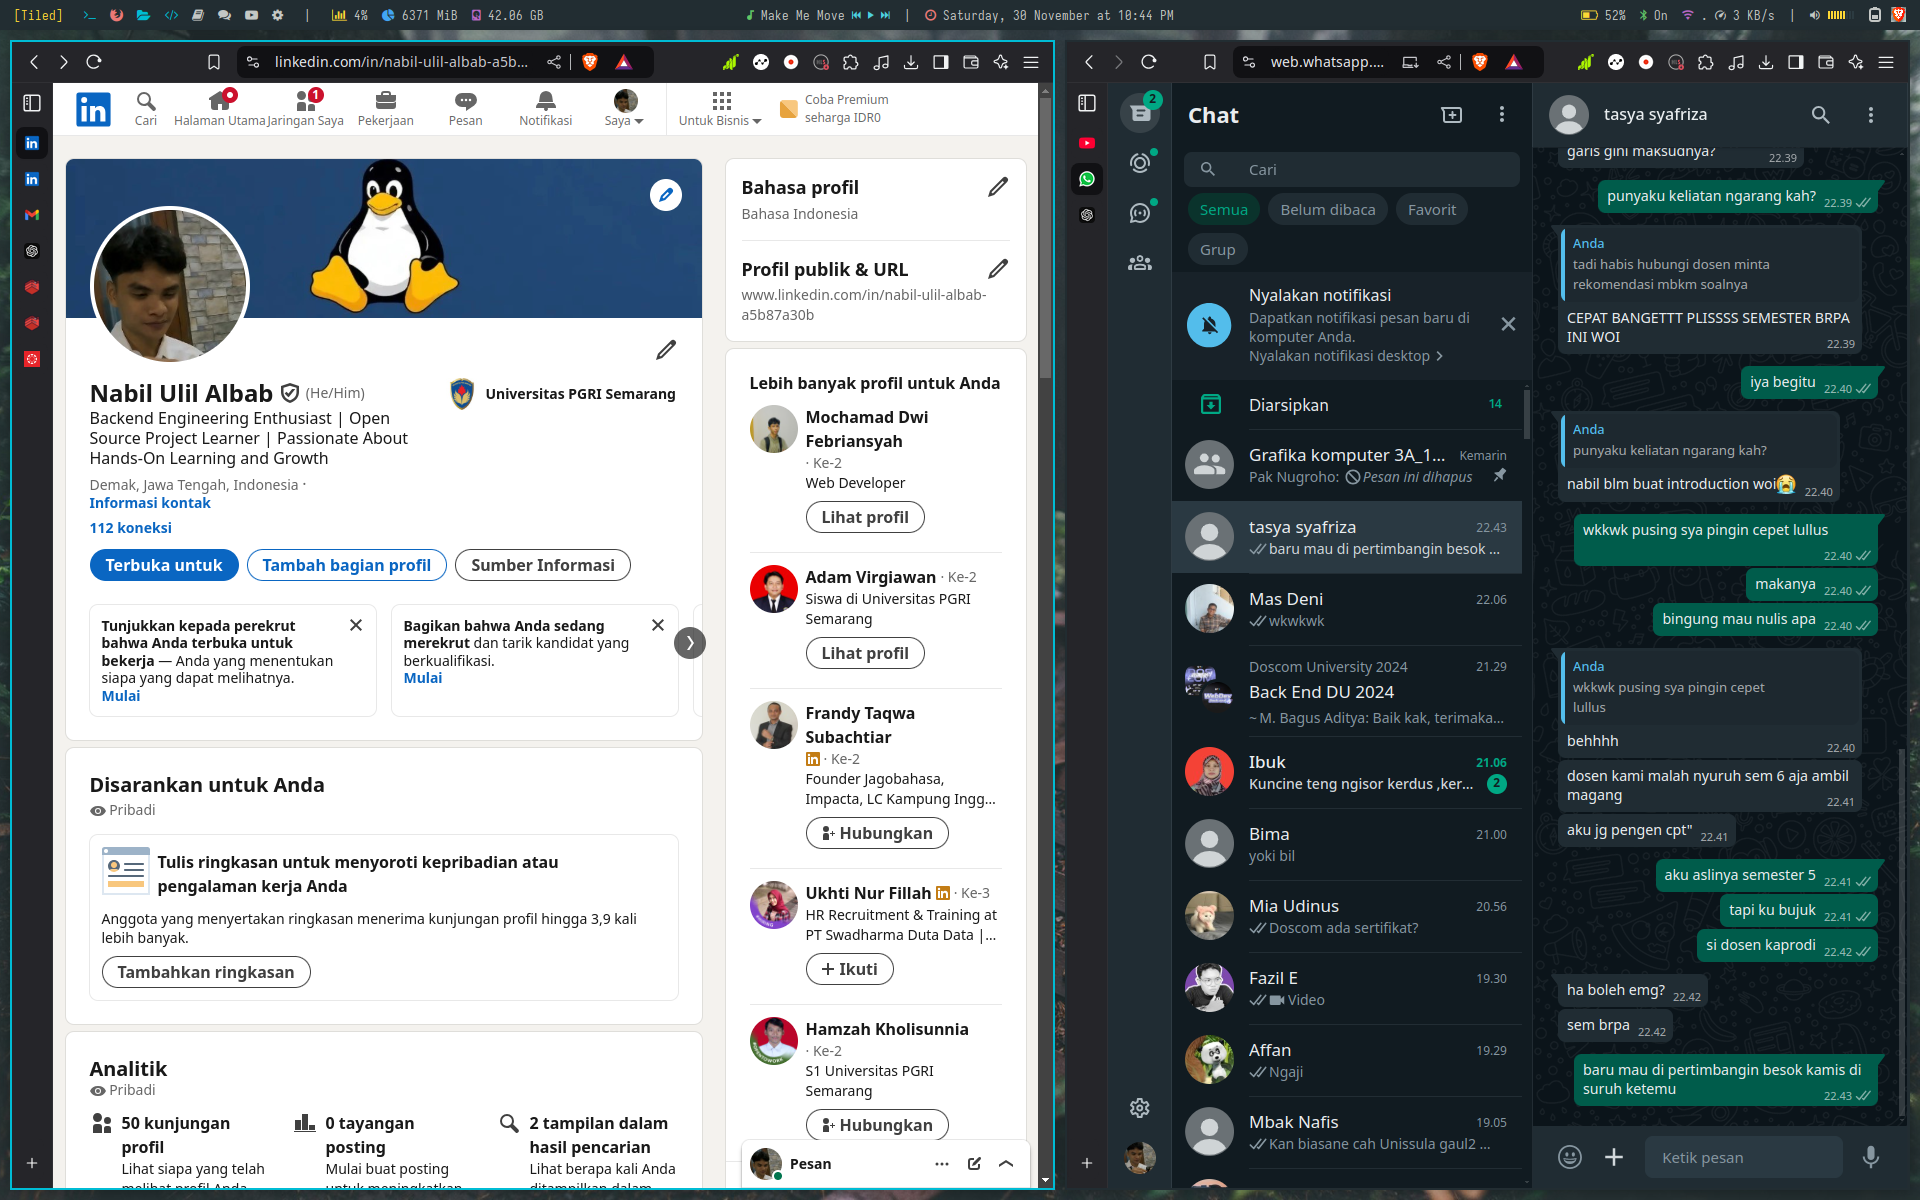 [Tiled]
4%
6371 MiB
42.06 GB
Make Me Move
|
Saturday, 30 November at 10:44 PM
52%
On
3 KB/s
linkedin.com/in/nabil-ulil-albab-a5b...
in
Cari
Halaman Utama
1
Jaringan Saya
Pekerjaan
Pesan
Notifikasi
Saya
Untuk Bisnis
Coba Premium
seharga IDR0
Nabil Ulil Albab (He/Him)
Universitas PGRI Semarang
Backend Engineering Enthusiast | Open
Source Project Learner | Passionate About
Hands-On Learning and Growth
Demak, Jawa Tengah, Indonesia ·
Informasi kontak
112 koneksi
Terbuka untuk
Tambah bagian profil
Sumber Informasi
Tunjukkan kepada perekrut
bahwa Anda terbuka untuk
bekerja — Anda yang menentukan
siapa yang dapat melihatnya.
Mulai
Bagikan bahwa Anda sedang
merekrut dan tarik kandidat yang
berkualifikasi.
Mulai
Disarankan untuk Anda
Pribadi
Tulis ringkasan untuk menyoroti kepribadian atau
pengalaman kerja Anda
Anggota yang menyertakan ringkasan menerima kunjungan profil hingga 3,9 kali
lebih banyak.
Tambahkan ringkasan
Analitik
Pribadi
50 kunjungan
profil
Lihat siapa yang telah
melihat profil Anda
0 tayangan
posting
Mulai buat posting
untuk meningkatkan
2 tampilan dalam
hasil pencarian
Lihat berapa kali Anda
ditampilkan dalam
Bahasa profil
Bahasa Indonesia
Profil publik & URL
www.linkedin.com/in/nabil-ulil-albab-
a5b87a30b
Lebih banyak profil untuk Anda
Mochamad Dwi
Febriansyah
· Ke-2
Web Developer
Lihat profil
Adam Virgiawan · Ke-2
Siswa di Universitas PGRI
Semarang
Lihat profil
Frandy Taqwa
Subachtiar
in · Ke-2
Founder Jagobahasa,
Impacta, LC Kampung Ingg...
Hubungkan
Ukhti Nur Fillah in · Ke-3
HR Recruitment & Training at
PT Swadharma Duta Data |...
+ Ikuti
Hamzah Kholisunnia
· Ke-2
S1 Universitas PGRI
Semarang
Hubungkan
Pesan
web.whatsapp....
2
Chat
Cari
Semua
Belum dibaca
Favorit
Grup
Nyalakan notifikasi
Dapatkan notifikasi pesan baru di
komputer Anda.
Nyalakan notifikasi desktop
Diarsipkan 14
Grafika komputer 3A_1... Kemarin
Pak Nugroho: Pesan ini dihapus
tasya syafriza 22.43
baru mau di pertimbangin besok ...
Mas Deni 22.06
wkwkwk
Doscom University 2024 21.29
Back End DU 2024
~ M. Bagus Aditya: Baik kak, terimaka...
Ibuk 21.06
Kuncine teng ngisor kerdus ,ker... 2
Bima 21.00
yoki bil
Mia Udinus 20.56
Doscom ada sertifikat?
Fazil E 19.30
Video
Affan 19.29
Ngaji
Mbak Nafis 19.05
Kan biasane cah Unissula gaul2 ...
tasya syafriza
garis gini maksudnya? 22.39
punyaku keliatan ngarang kah? 22.39
Anda
tadi habis hubungi dosen minta
rekomendasi mbkm soalnya
CEPAT BANGETTT PLISSSS SEMESTER BRPA
INI WOI 22.39
iya begitu 22.40
Anda
punyaku keliatan ngarang kah?
nabil blm buat introduction woi😭 22.40
wkkwk pusing sya pingin cepet lullus
22.40
makanya 22.40
bingung mau nulis apa 22.40
Anda
wkkwk pusing sya pingin cepet
lullus
behhhh 22.40
dosen kami malah nyuruh sem 6 aja ambil
magang 22.41
aku jg pengen cpt" 22.41
aku aslinya semester 5 22.41
tapi ku bujuk 22.41
si dosen kaprodi 22.42
ha boleh emg? 22.42
sem brpa 22.42
baru mau di pertimbangin besok kamis di
suruh ketemu 22.43
Ketik pesan